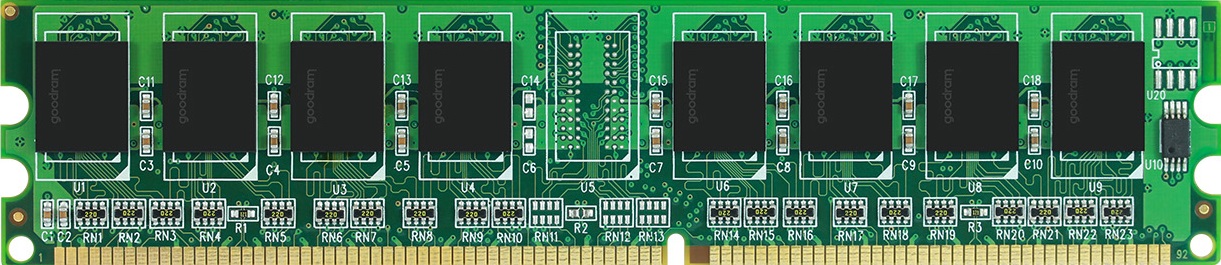 C11 C12 C13 C14 C15 C16 C17 C18
goodram goodram goodram goodram goodram goodram goodram goodram
U20
C3 C4 C5 C6 C7 C8 C9 C10
U10
U1 U2 U3 U4 U5 U6 U7 U8 U9
220 220 220 220 220 220 220 220 220 220 220 220 220 220 220 220 220 220 220 220
C1 C2 RN1 RN2 RN3 RN4 R1 RN5 RN6 RN7 RN8 RN9 RN10 RN11 R2 RN12 RN13 RN14 RN15 RN16 RN17 RN18 RN19 R3 RN20 RN21 RN22 RN23
1 92